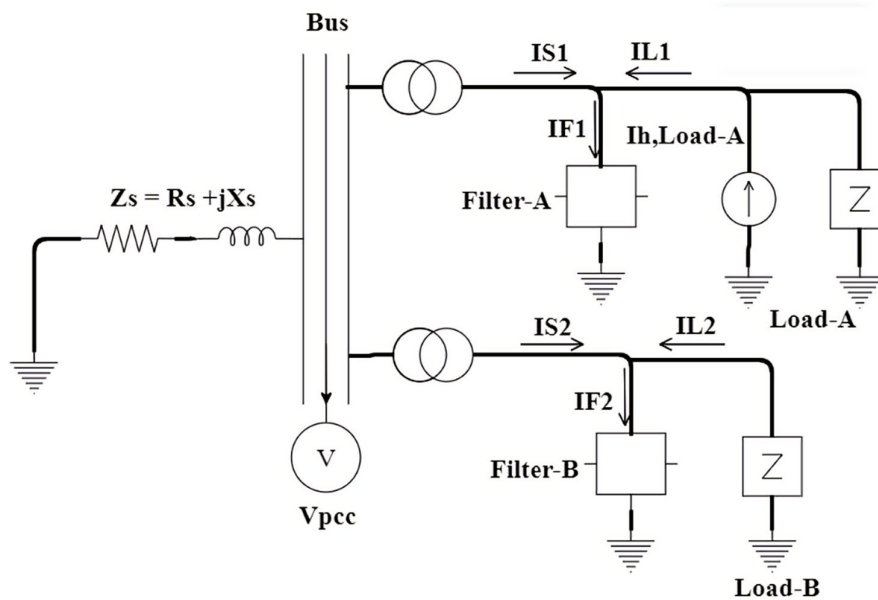 Bus
IS1
IL1
IF1
Ih,Load-A
Zs = Rs +jXs
Filter-A
Z
Load-A
IS2
IL2
IF2
V
Filter-B
Z
Vpcc
Load-B